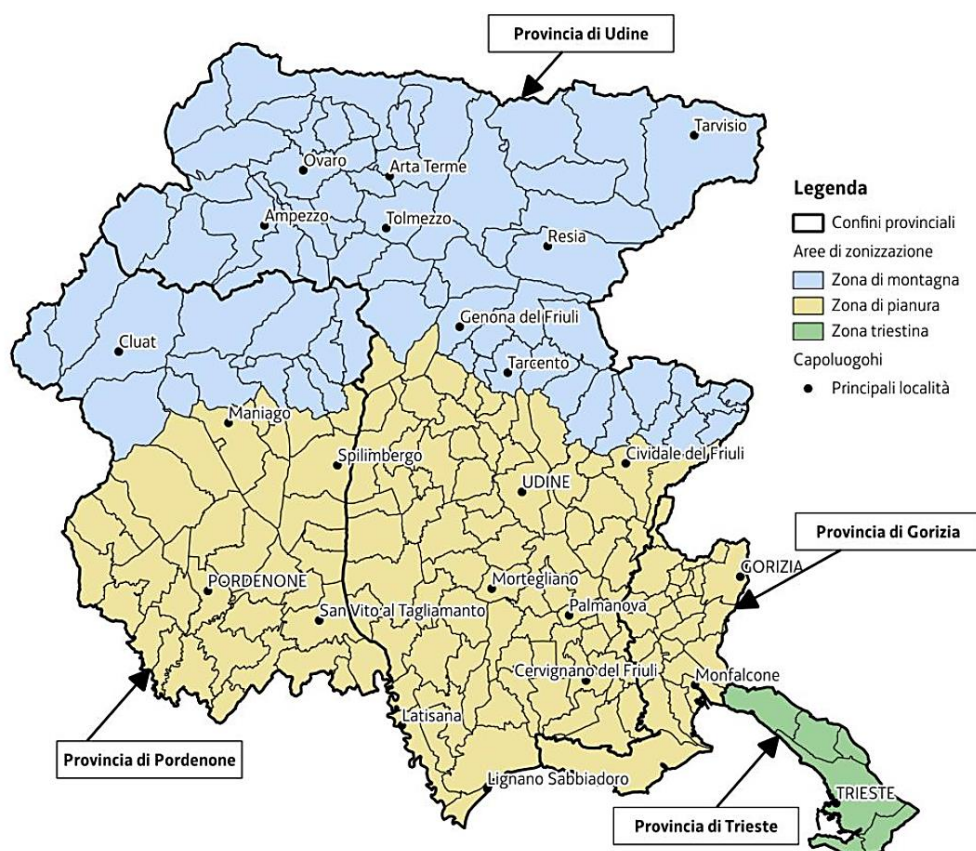 Provincia di Udine
Tarvisio
Ovaro
Arta Terme
Ampezzo
Tolmezzo
Resia
Legenda
Confini provinciali
Aree di zonizzazione
Zona di montagna
Zona di pianura
Zona triestina
Capoluogohi
Principali località
Genona del Friuli
Cluat
Tarcento
Maniago
Spilimbergo
Cividale del Friuli
UDINE
Provincia di Gorizia
GORIZIA
PORDENONE
Mortegliano
San Vito al Tagliamanto
Palmanova
Cervignano del Friuli
Monfalcone
Latisana
Provincia di Pordenone
Lignano Sabbiadoro
TRIESTE
Provincia di Trieste